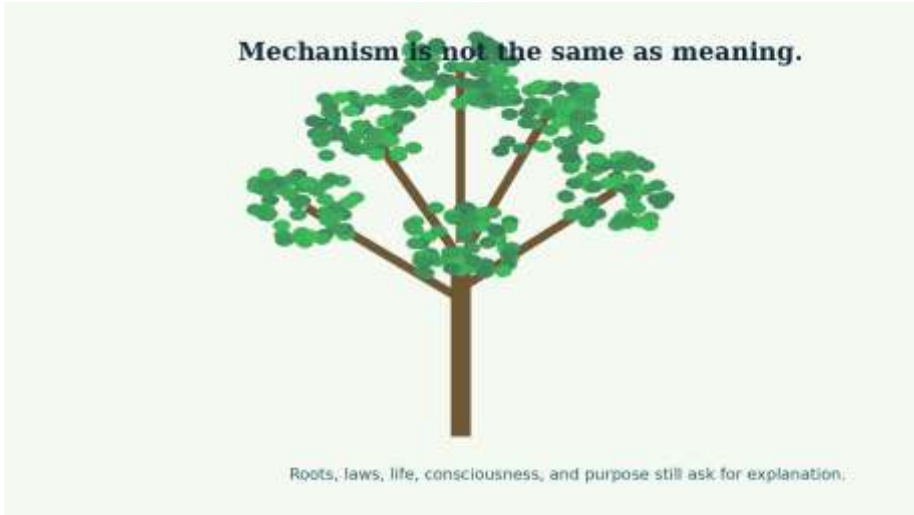 Mechanism is not the same as meaning.
Roots, laws, life, consciousness, and purpose still ask for explanation.